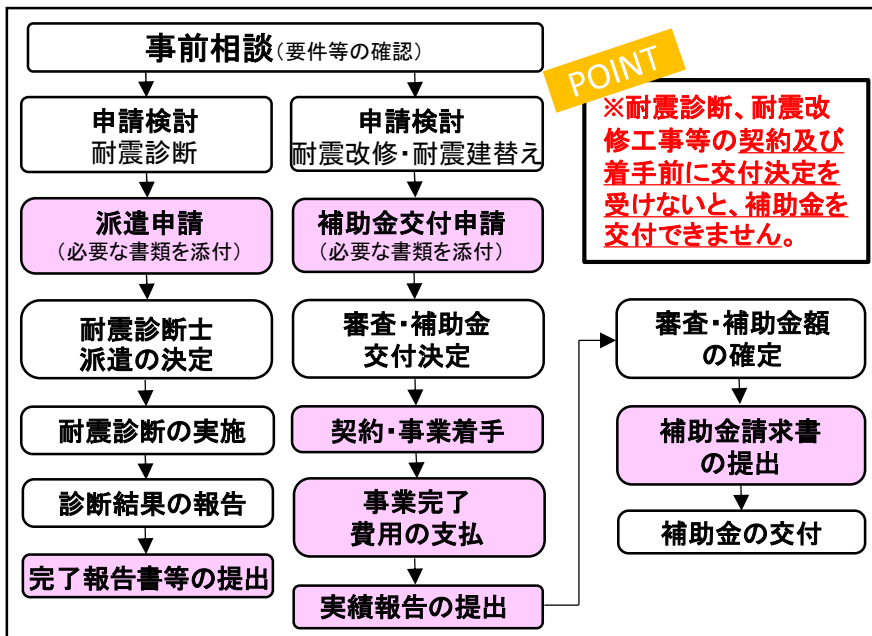 事前相談(要件等の確認)
申請検討
耐震診断
派遣申請
(必要な書類を添付)
耐震診断士
派遣の決定
耐震診断の実施
診断結果の報告
完了報告書等の提出
申請検討
耐震改修・耐震建替え
補助金交付申請
(必要な書類を添付)
審査・補助金
交付決定
契約・事業着手
事業完了
費用の支払
実績報告の提出
POINT
※耐震診断、耐震改
修工事等の契約及び
着手前に交付決定を
受けないと、補助金を
交付できません。
審査・補助金額
の確定
補助金請求書
の提出
補助金の交付